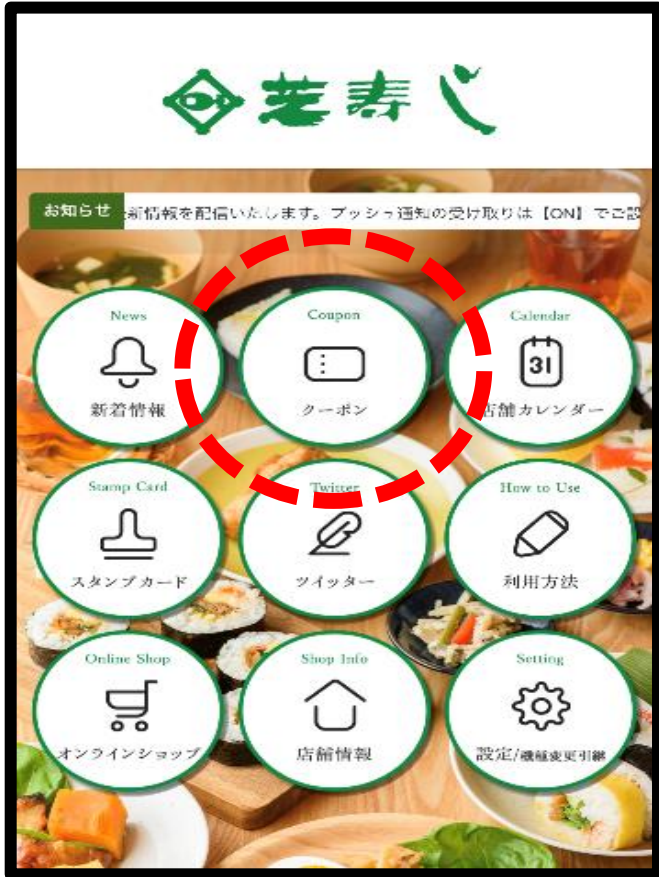 芝寿し
お知らせ 新情報を配信いたします。プッシュ通知の受け取りは【ON】でご設
News
新着情報
Coupon
クーポン
Calendar
31
店舗カレンダー
Stamp Card
スタンプカード
Twitter
ツイッター
How to Use
利用方法
Online Shop
オンラインショップ
Shop Info
店舗情報
Setting
設定/機種変更引継